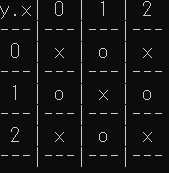 y.x│ 0 │ 1 │ 2
---│---│---│---
 0 │ x │ o │ x
---│---│---│---
 1 │ o │ x │ o
---│---│---│---
 2 │ x │ o │ x
---│---│---│---